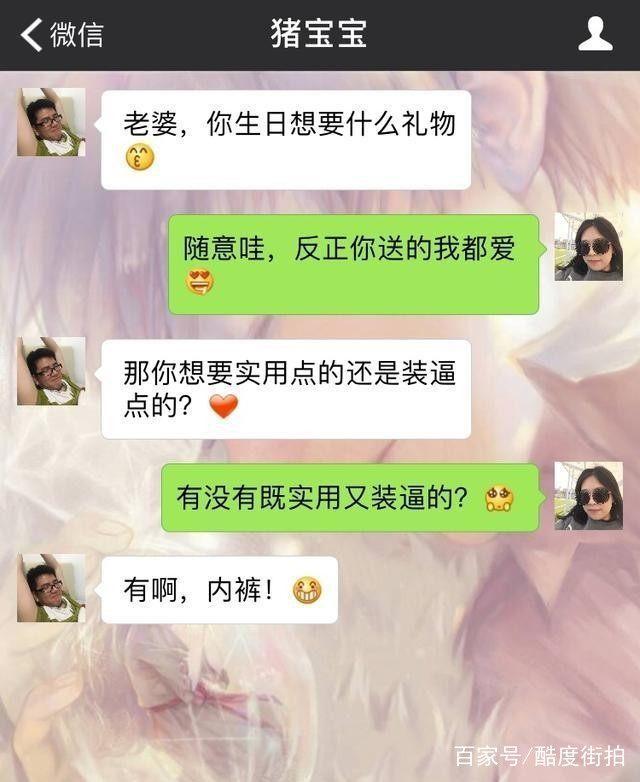 微信
猪宝宝
老婆，你生日想要什么礼物
随意哇，反正你送的我都爱
那你想要实用点的还是装逼
点的？
有没有既实用又装逼的？
有啊，内裤！
百家号/酷度街拍